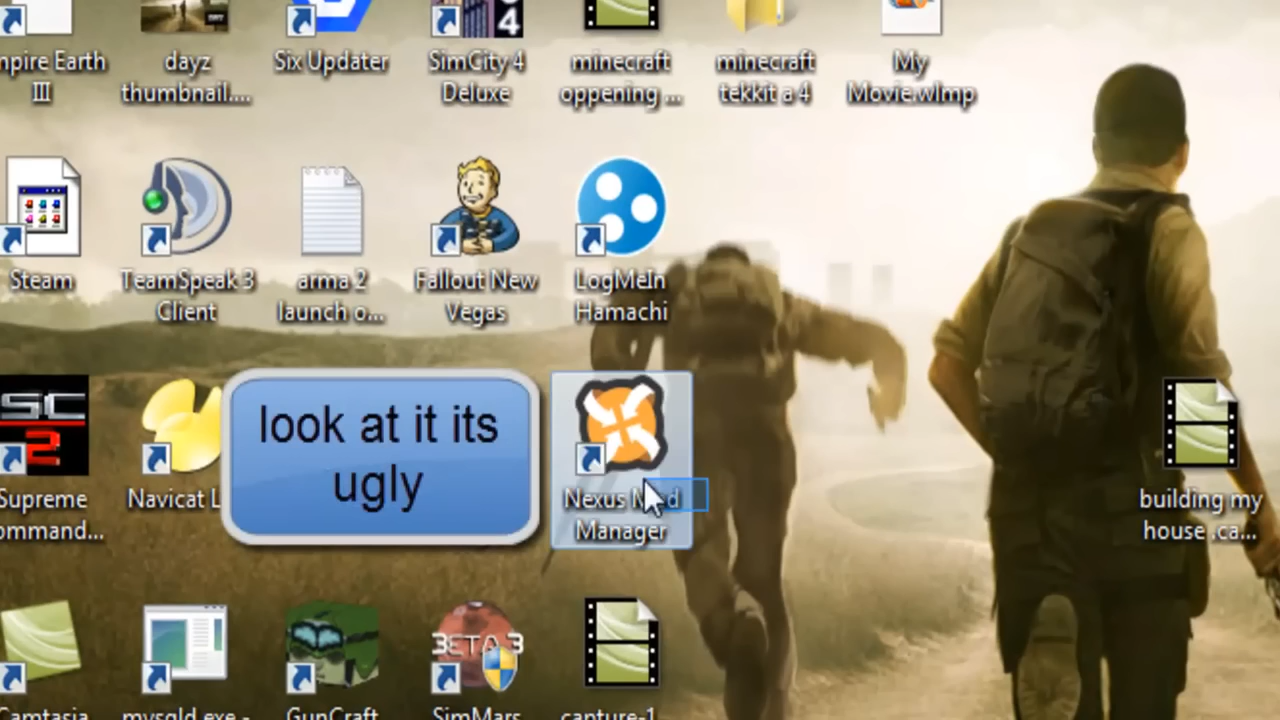 npire Earth
III
dayz
thumbnail....
Six Updater
SimCity 4
Deluxe
minecraft
oppening ...
minecraft
tekkit a 4
My
Movie.wlmp
4
Steam
TeamSpeak 3
Client
arma 2
launch o...
Fallout New
Vegas
LogMeIn
Hamachi
SC
2
Supreme
ommand...
Navicat L
look at it its
ugly
Nexus Mod
Manager
building my
house .ca...
BETA 3
Camtasia
mysqld.exe -
GunCraft
SimMars
capture-1